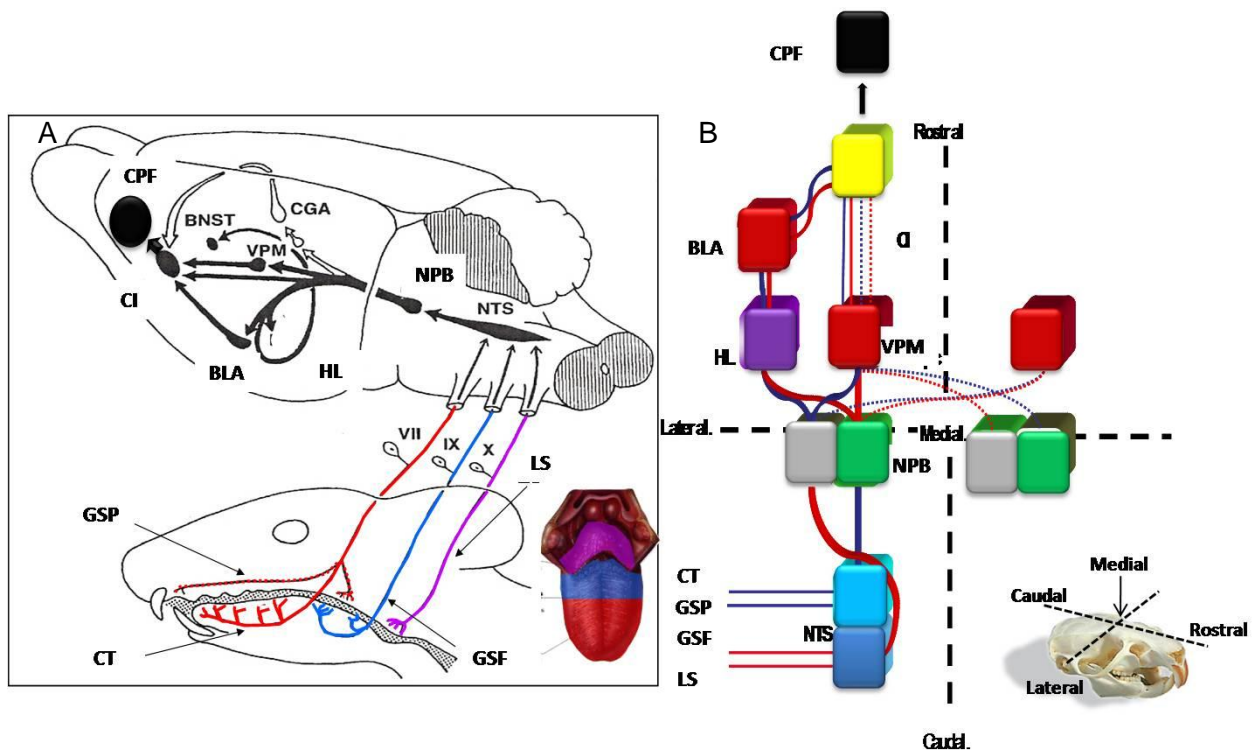 A
CPF
BNST
CGA
VPM
NPB
CI
NTS
BLA
HL
VII
IX
X
LS
GSP
CT
GSF
B
CPF
Rostral
BLA
CI
HL
VPM
Lateral.
Medial.
NPB
CT
GSP
GSF
NTS
LS
Caudal.
Medial
Caudal
Rostral
Lateral